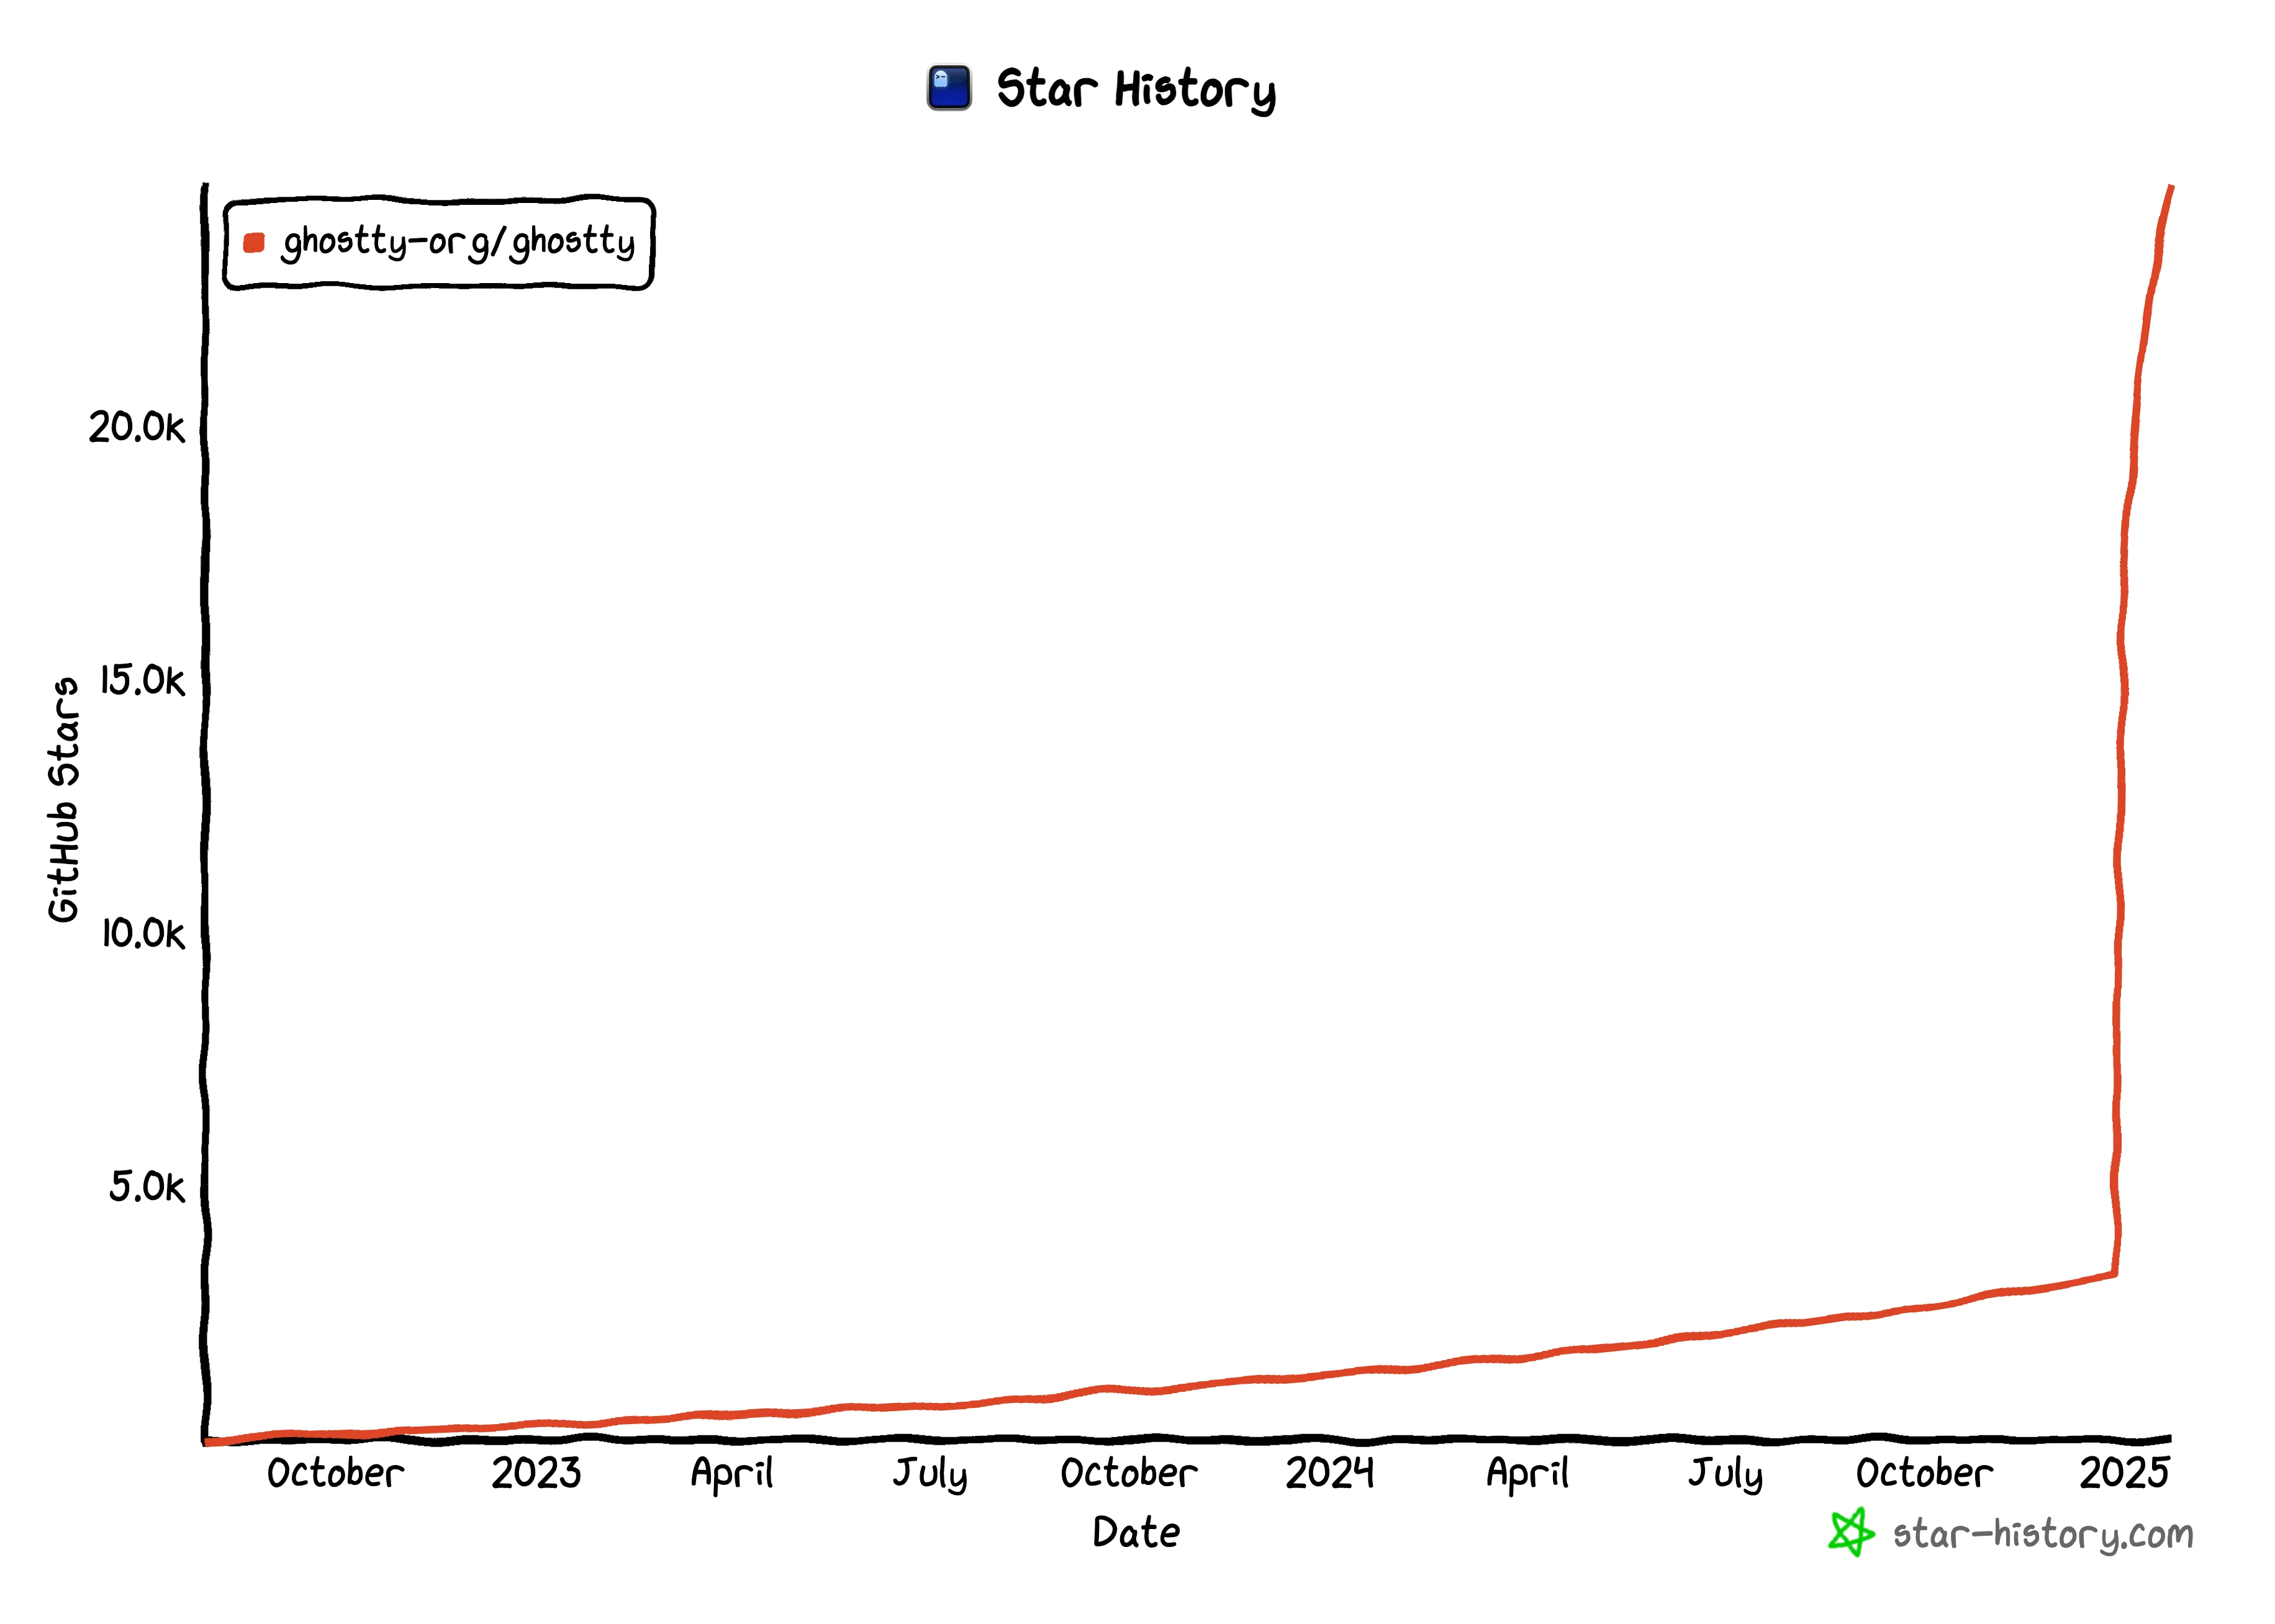 Star History
ghostty-org/ghostty
20.0k
15.0k
10.0k
5.0k
GitHub Stars
October 2023 April July October 2024 April July October 2025
Date
star-history.com